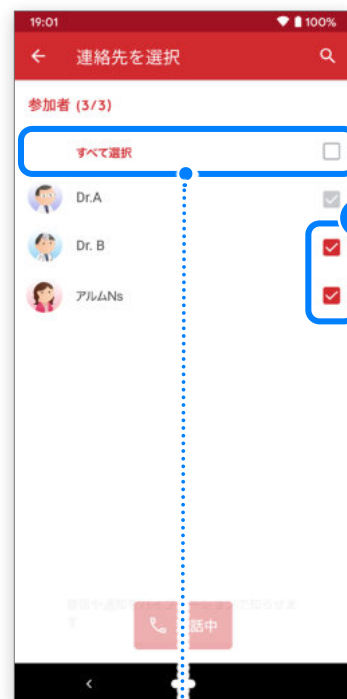 19:01 100%
連絡先を選択
参加者 (3/3)
すべて選択
Dr.A
Dr. B
アルムNs
話中